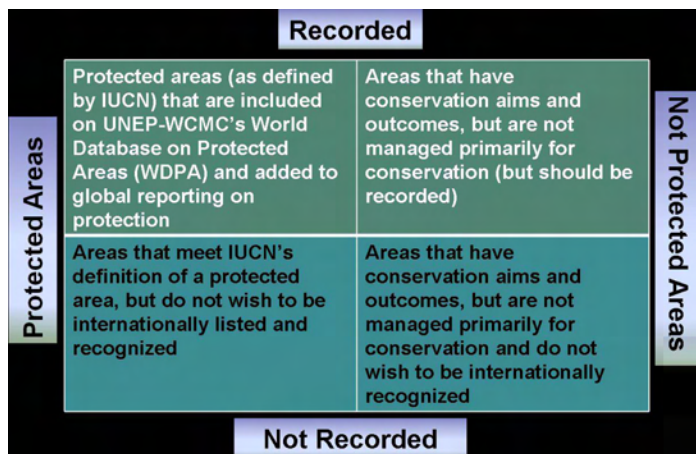 Recorded
Protected Areas
Protected areas (as defined
by IUCN) that are included
on UNEP-WCMC's World
Database on Protected
Areas (WDPA) and added to
global reporting on
protection
Areas that have
conservation aims and
outcomes, but are not
managed primarily for
conservation (but should be
recorded)
Not Protected Areas
Areas that meet IUCN's
definition of a protected
area, but do not wish to be
internationally listed and
recognized
Areas that have
conservation aims and
outcomes, but are not
managed primarily for
conservation and do not
wish to be internationally
recognized
Not Recorded